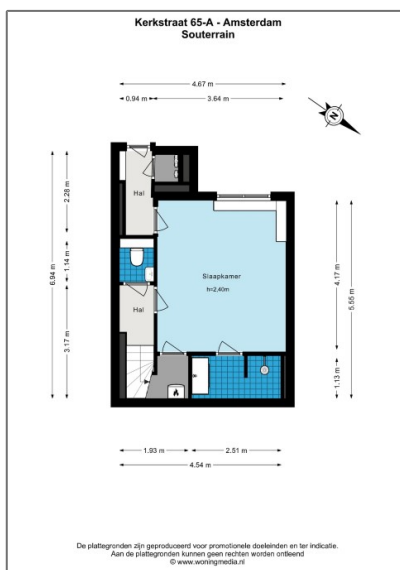 Kerkstraat 65-A - Amsterdam
Souterrain
4.67 m
0.94 m
3.64 m
N
Hal
2.28 m
6.94 m
1.14 m
3.17 m
Slaapkamer
h=2,40m
4.17 m
5.55 m
Hal
1.13 m
1.93 m
2.51 m
4.54 m
De plattegronden zijn geproduceerd voor promotionele doeleinden en ter indicatie.
Aan de plattegronden kunnen geen rechten worden ontleend
© www.woningmedia.nl